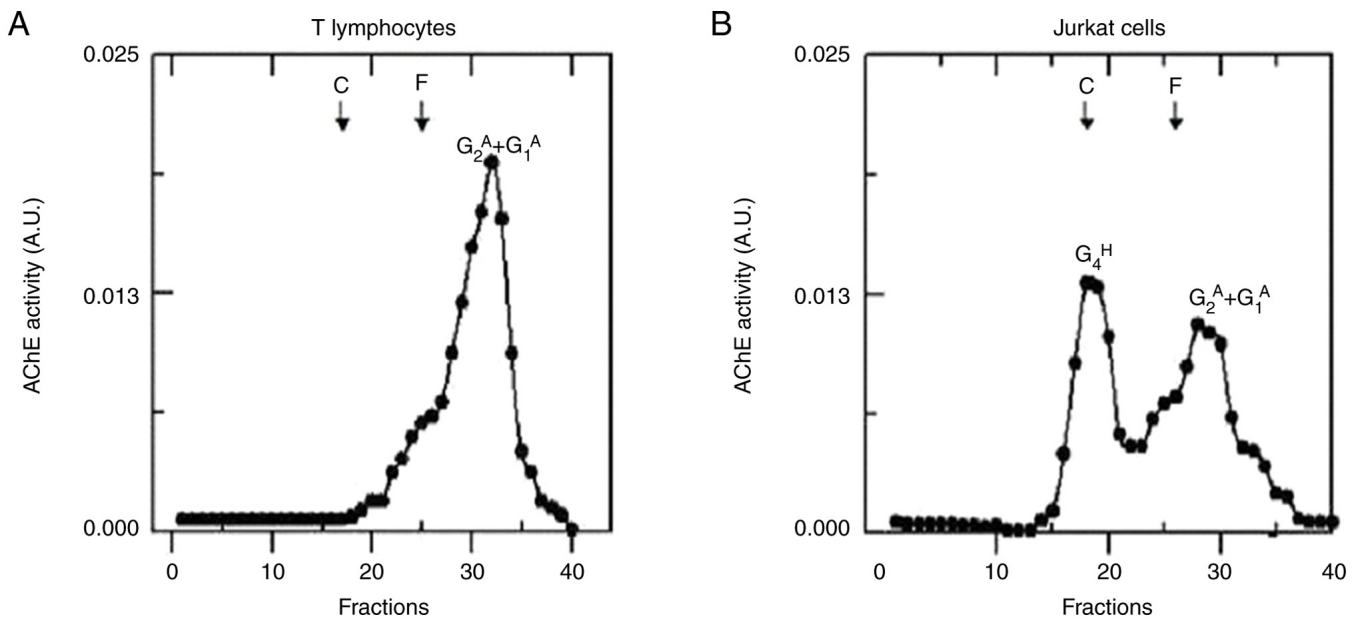 A
T lymphocytes
0.025
C
F
G₂ᴬ+G₁ᴬ
AChE activity (A.U.)
0.013
0.000
0
10
20
30
40
Fractions
B
Jurkat cells
0.025
C
F
G₄ᴴ
G₂ᴬ+G₁ᴬ
AChE activity (A.U.)
0.013
0.000
0
10
20
30
40
Fractions